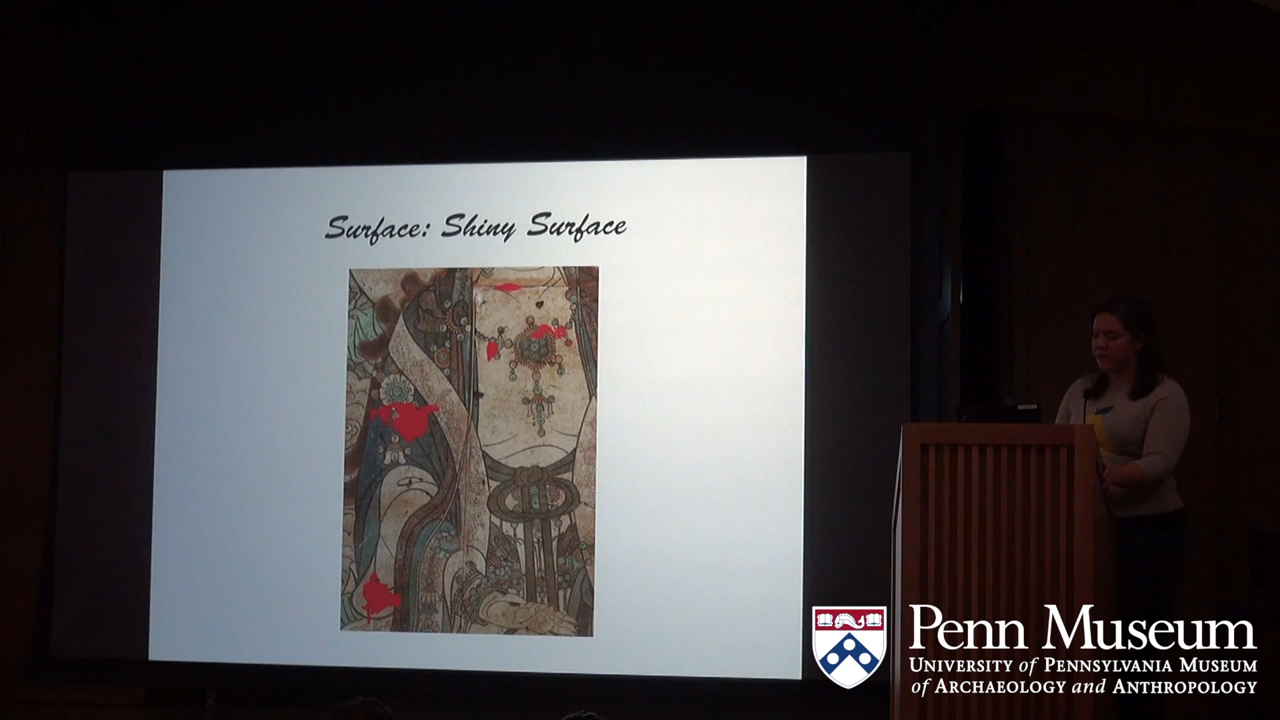 Surface: Shiny Surface
Penn Museum
University of Pennsylvania Museum
of Archaeology and Anthropology